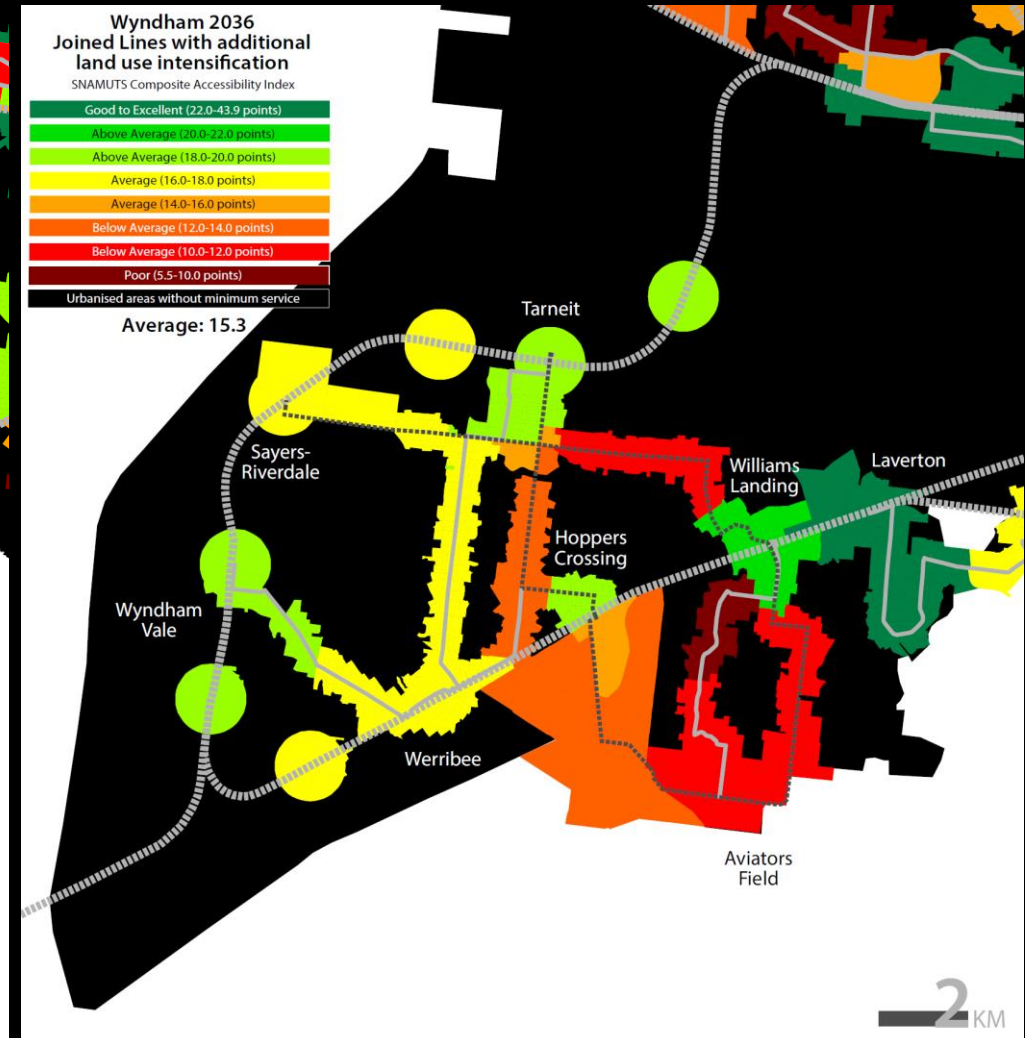 Wyndham 2036
Joined Lines with additional
land use intensification
SNAMUTS Composite Accessibility Index
Good to Excellent (22.0-43.9 points)
Above Average (20.0-22.0 points)
Above Average (18.0-20.0 points)
Average (16.0-18.0 points)
Average (14.0-16.0 points)
Below Average (12.0-14.0 points)
Below Average (10.0-12.0 points)
Poor (5.5-10.0 points)
Urbanised areas without minimum service
Average: 15.3
Tarneit
Sayers-
Riverdale
Williams
Landing
Laverton
Hoppers
Crossing
Wyndham
Vale
Werribee
Aviators
Field
2 KM